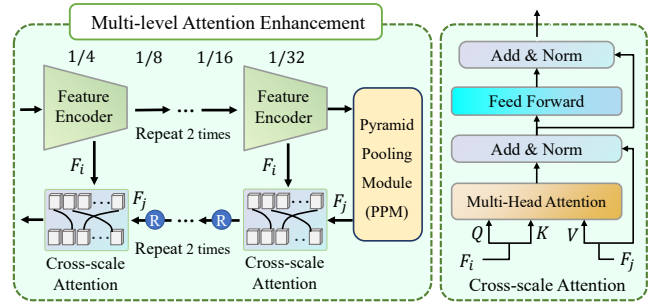 Multi-level Attention Enhancement
1/4 1/8 1/16 1/32
Feature Encoder
...
Repeat 2 times
Feature Encoder
Pyramid Pooling Module (PPM)
F_i
F_i
F_j
F_j
R ... R
Repeat 2 times
Cross-scale Attention
Cross-scale Attention
Add & Norm
Feed Forward
Add & Norm
Multi-Head Attention
Q K V
F_i F_j
Cross-scale Attention